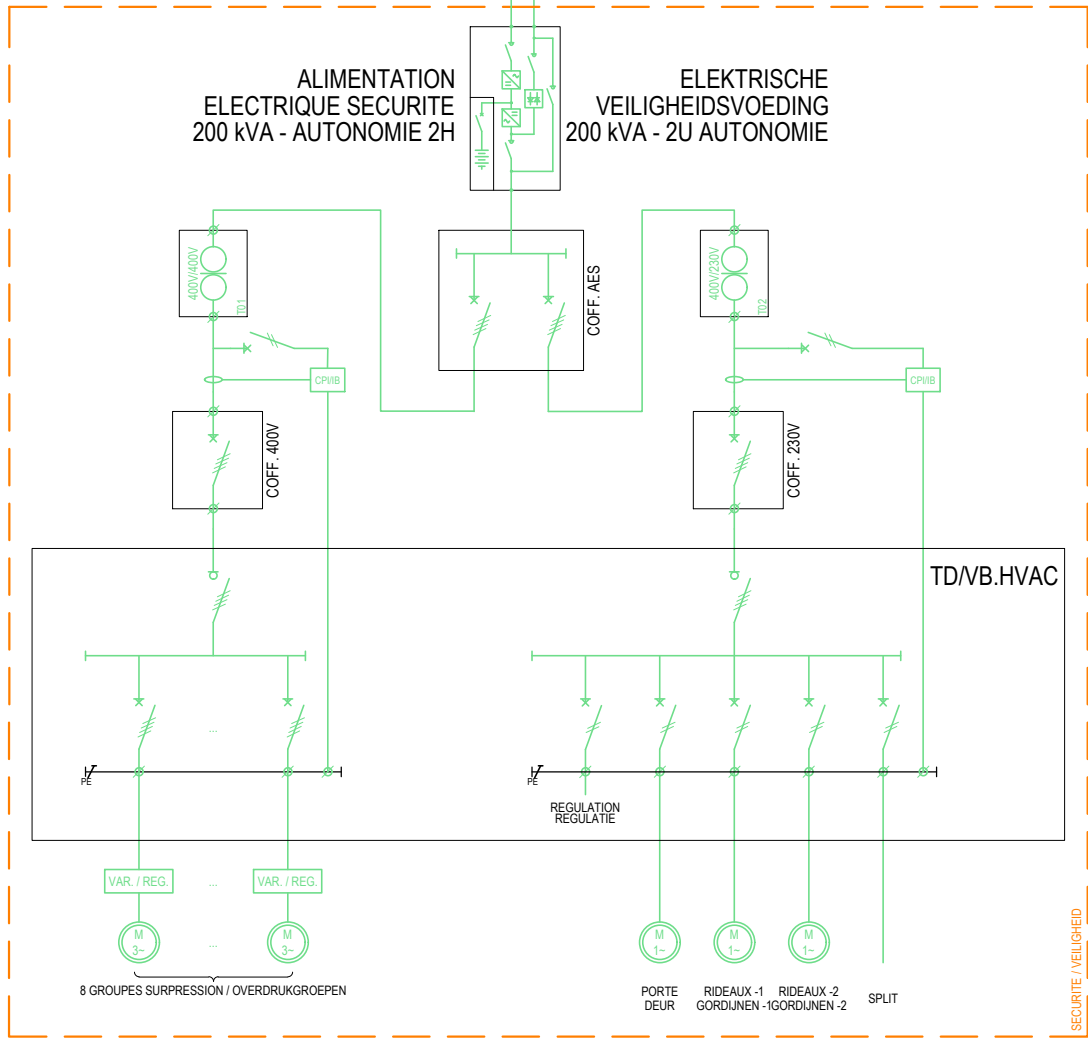 ALIMENTATION
ELECTRIQUE SECURITE
200 kVA - AUTONOMIE 2H
ELEKTRISCHE
VEILIGHEIDSVOEDING
200 kVA - 2U AUTONOMIE
400V/400V
T01
COFF. AES
400V/230V
T02
CPI/IB
CPI/IB
COFF. 400V
COFF. 230V
TD/VB.HVAC
...
PE
PE
REGULATION
REGULATIE
VAR. / REG.
...
VAR. / REG.
M
3~
...
M
3~
M
1~
M
1~
M
1~
8 GROUPES SURPRESSION / OVERDRUKGROEPEN
PORTE
DEUR
RIDEAUX -1
GORDIJNEN -1
RIDEAUX -2
GORDIJNEN -2
SPLIT
SECURITE / VEILIGHEID